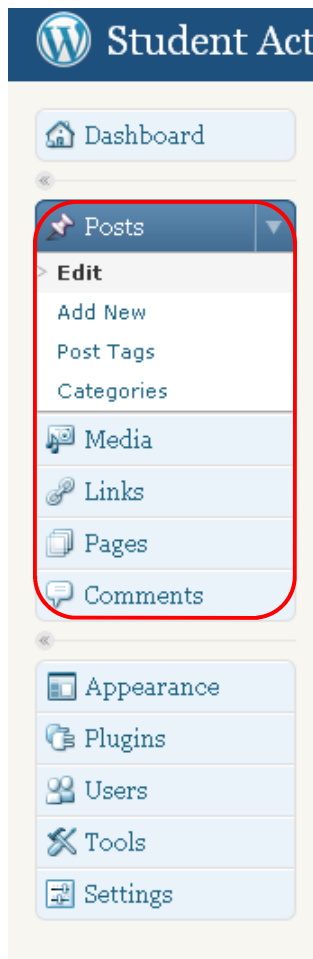 Student Act
Dashboard
Posts
Edit
Add New
Post Tags
Categories
Media
Links
Pages
Comments
Appearance
Plugins
Users
Tools
Settings